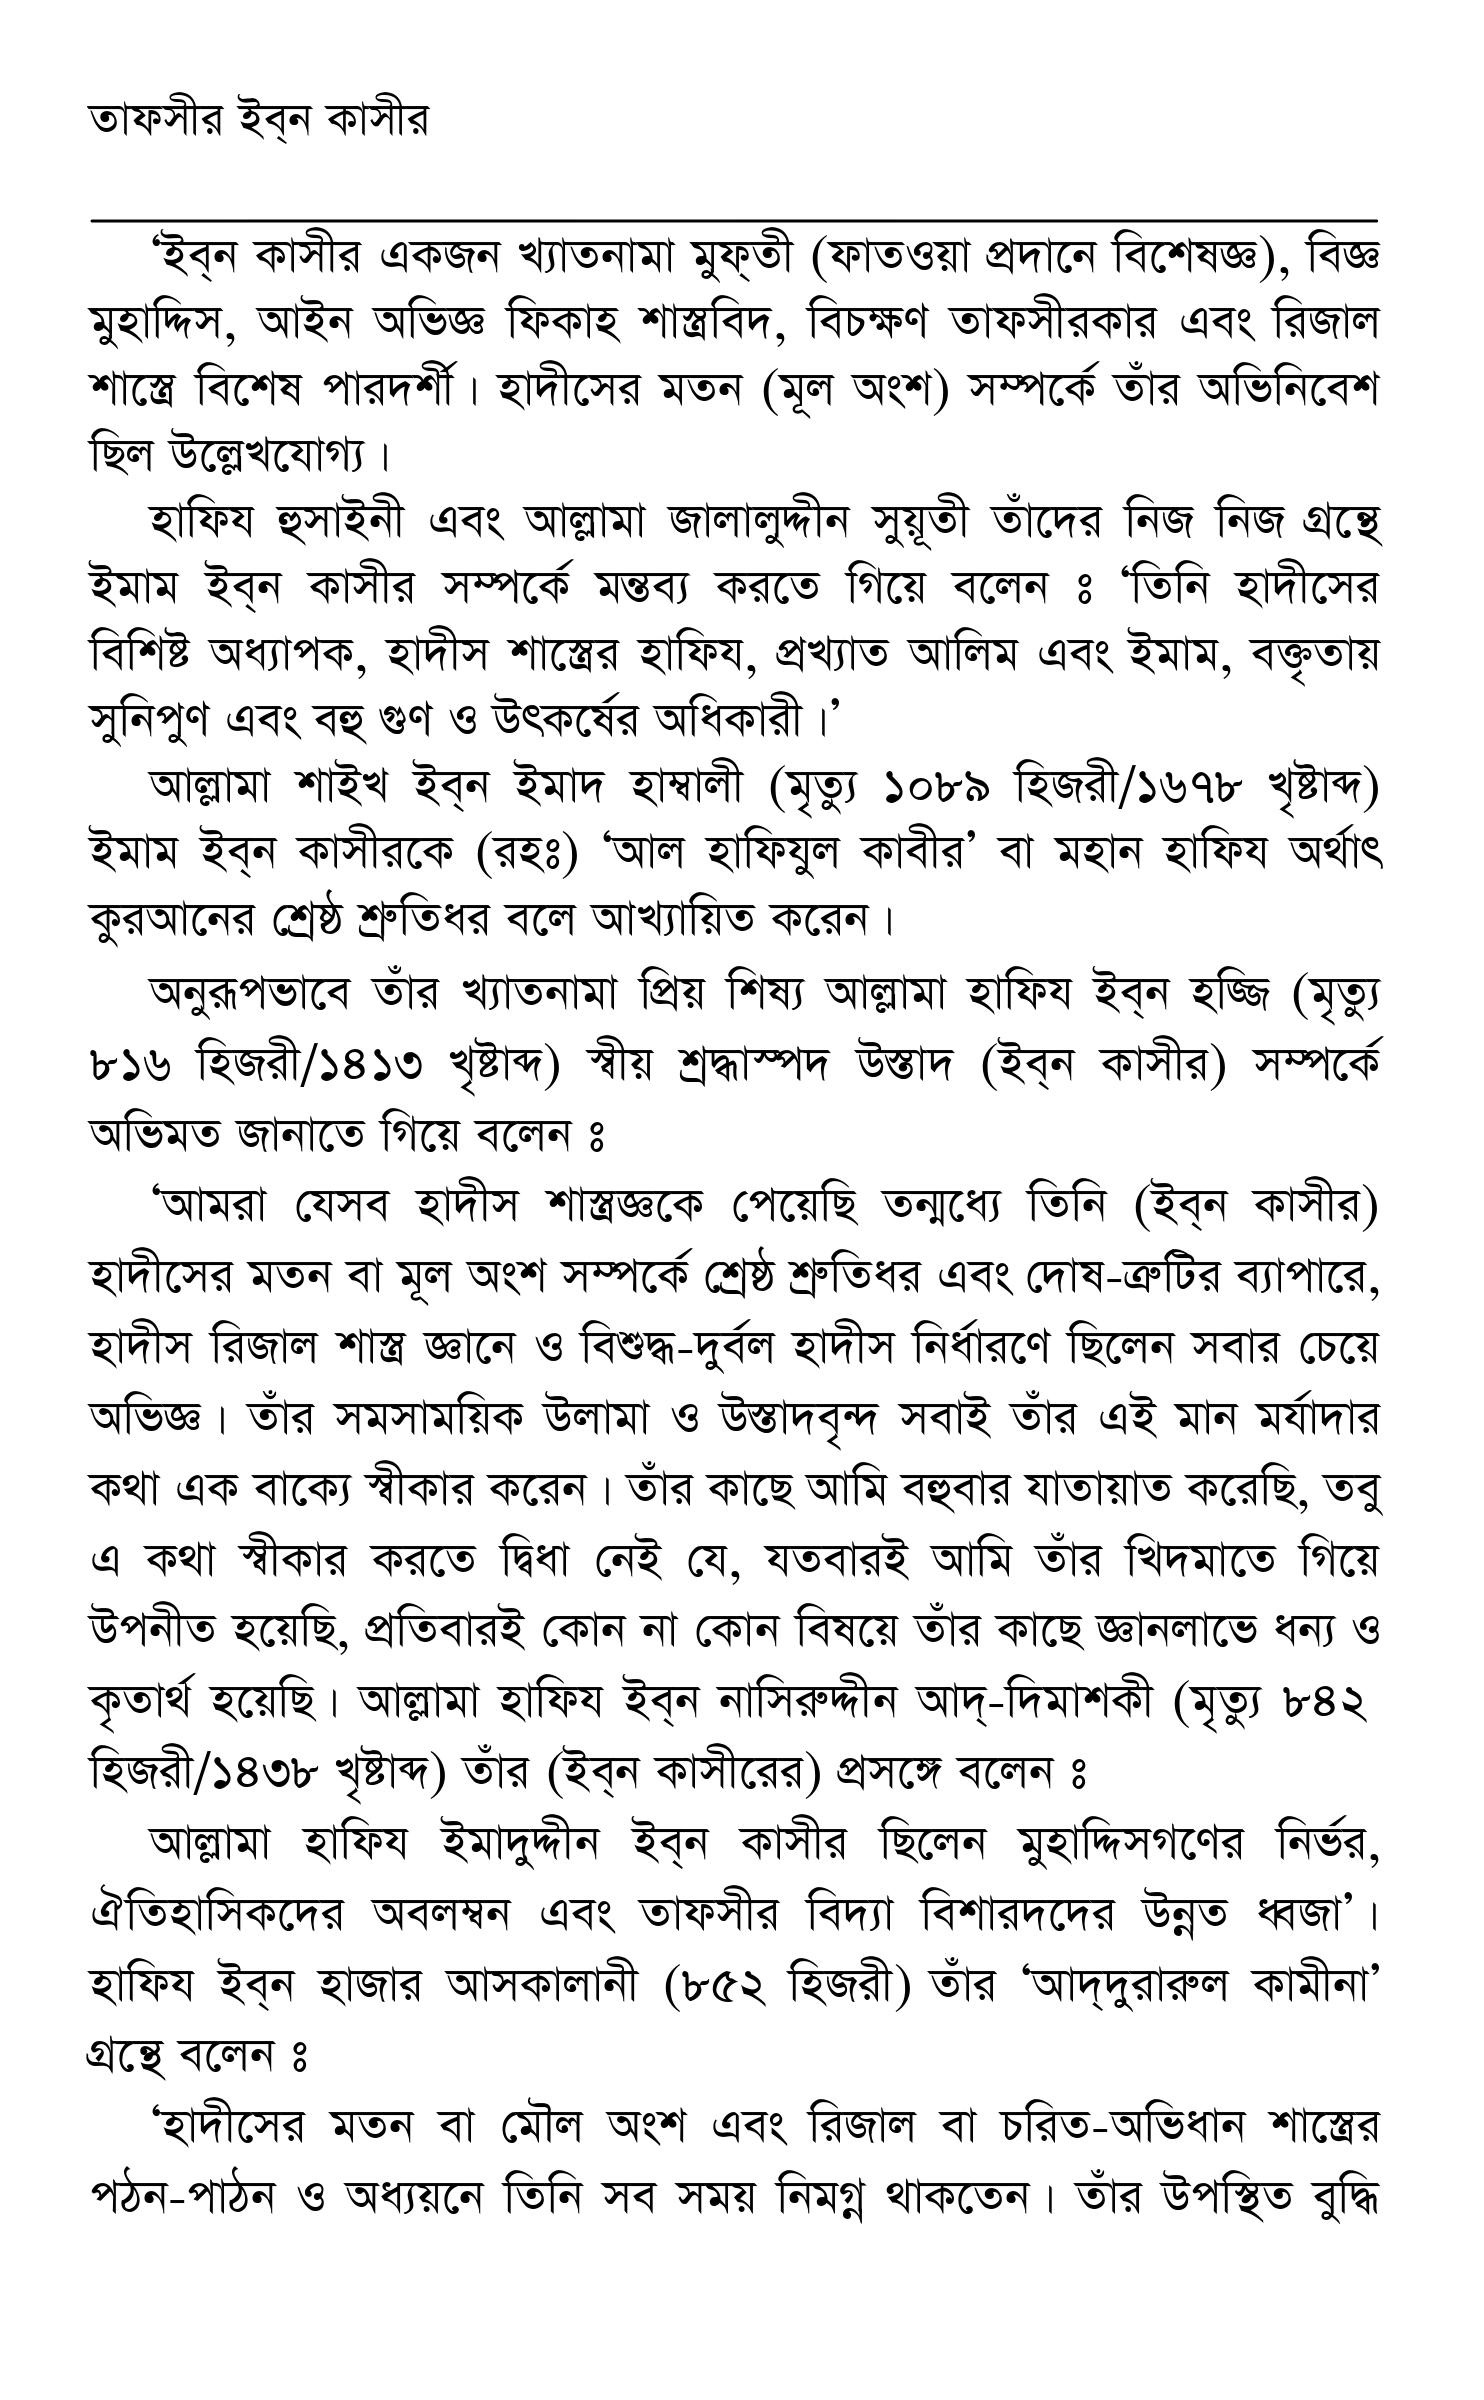 তাফসীর ইব্‌ন কাসীর
‘ইব্‌ন কাসীর একজন খ্যাতনামা মুফ্‌তী (ফাতওয়া প্রদানে বিশেষজ্ঞ), বিজ্ঞ
মুহাদ্দিস, আইন অভিজ্ঞ ফিকাহ শাস্ত্রবিদ, বিচক্ষণ তাফসীরকার এবং রিজাল
শাস্ত্রে বিশেষ পারদর্শী। হাদীসের মতন (মূল অংশ) সম্পর্কে তাঁর অভিনিবেশ
ছিল উল্লেখযোগ্য।
হাফিয হুসাইনী এবং আল্লামা জালালুদ্দীন সুয়ূতী তাঁদের নিজ নিজ গ্রন্থে
ইমাম ইব্‌ন কাসীর সম্পর্কে মন্তব্য করতে গিয়ে বলেন ঃ ‘তিনি হাদীসের
বিশিষ্ট অধ্যাপক, হাদীস শাস্ত্রের হাফিয, প্রখ্যাত আলিম এবং ইমাম, বক্তৃতায়
সুনিপুণ এবং বহু গুণ ও উৎকর্ষের অধিকারী।’
আল্লামা শাইখ ইব্‌ন ইমাদ হাম্বালী (মৃত্যু ১০৮৯ হিজরী/১৬৭৮ খৃষ্টাব্দ)
ইমাম ইব্‌ন কাসীরকে (রহঃ) ‘আল হাফিযুল কাবীর’ বা মহান হাফিয অর্থাৎ
কুরআনের শ্রেষ্ঠ শ্রুতিধর বলে আখ্যায়িত করেন।
অনুরূপভাবে তাঁর খ্যাতনামা প্রিয় শিষ্য আল্লামা হাফিয ইব্‌ন হজ্জি (মৃত্যু
৮১৬ হিজরী/১৪১৩ খৃষ্টাব্দ) স্বীয় শ্রদ্ধাস্পদ উস্তাদ (ইব্‌ন কাসীর) সম্পর্কে
অভিমত জানাতে গিয়ে বলেন ঃ
‘আমরা যেসব হাদীস শাস্ত্রজ্ঞকে পেয়েছি তন্মধ্যে তিনি (ইব্‌ন কাসীর)
হাদীসের মতন বা মূল অংশ সম্পর্কে শ্রেষ্ঠ শ্রুতিধর এবং দোষ-ত্রুটির ব্যাপারে,
হাদীস রিজাল শাস্ত্র জ্ঞানে ও বিশুদ্ধ-দুর্বল হাদীস নির্ধারণে ছিলেন সবার চেয়ে
অভিজ্ঞ। তাঁর সমসাময়িক উলামা ও উস্তাদবৃন্দ সবাই তাঁর এই মান মর্যাদার
কথা এক বাক্যে স্বীকার করেন। তাঁর কাছে আমি বহুবার যাতায়াত করেছি, তবু
এ কথা স্বীকার করতে দ্বিধা নেই যে, যতবারই আমি তাঁর খিদমাতে গিয়ে
উপনীত হয়েছি, প্রতিবারই কোন না কোন বিষয়ে তাঁর কাছে জ্ঞানলাভে ধন্য ও
কৃতার্থ হয়েছি। আল্লামা হাফিয ইব্‌ন নাসিরুদ্দীন আদ্-দিমাশকী (মৃত্যু ৮৪২
হিজরী/১৪৩৮ খৃষ্টাব্দ) তাঁর (ইব্‌ন কাসীরের) প্রসঙ্গে বলেন ঃ
আল্লামা হাফিয ইমাদুদ্দীন ইব্‌ন কাসীর ছিলেন মুহাদ্দিসগণের নির্ভর,
ঐতিহাসিকদের অবলম্বন এবং তাফসীর বিদ্যা বিশারদদের উন্নত ধ্বজা’।
হাফিয ইব্‌ন হাজার আসকালানী (৮৫২ হিজরী) তাঁর ‘আদ্‌দুরারুল কামীনা’
গ্রন্থে বলেন ঃ
‘হাদীসের মতন বা মৌল অংশ এবং রিজাল বা চরিত-অভিধান শাস্ত্রের
পঠন-পাঠন ও অধ্যয়নে তিনি সব সময় নিমগ্ন থাকতেন। তাঁর উপস্থিত বুদ্ধি